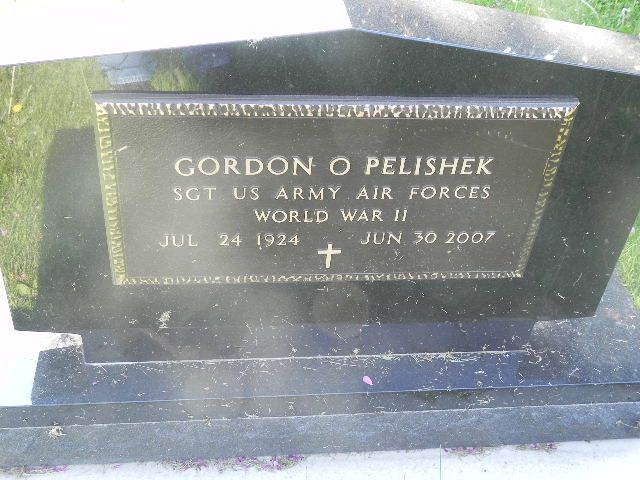 GORDON O PELISHEK
SGT US ARMY AIR FORCES
WORLD WAR II
JUL 24 1924 JUN 30 2007